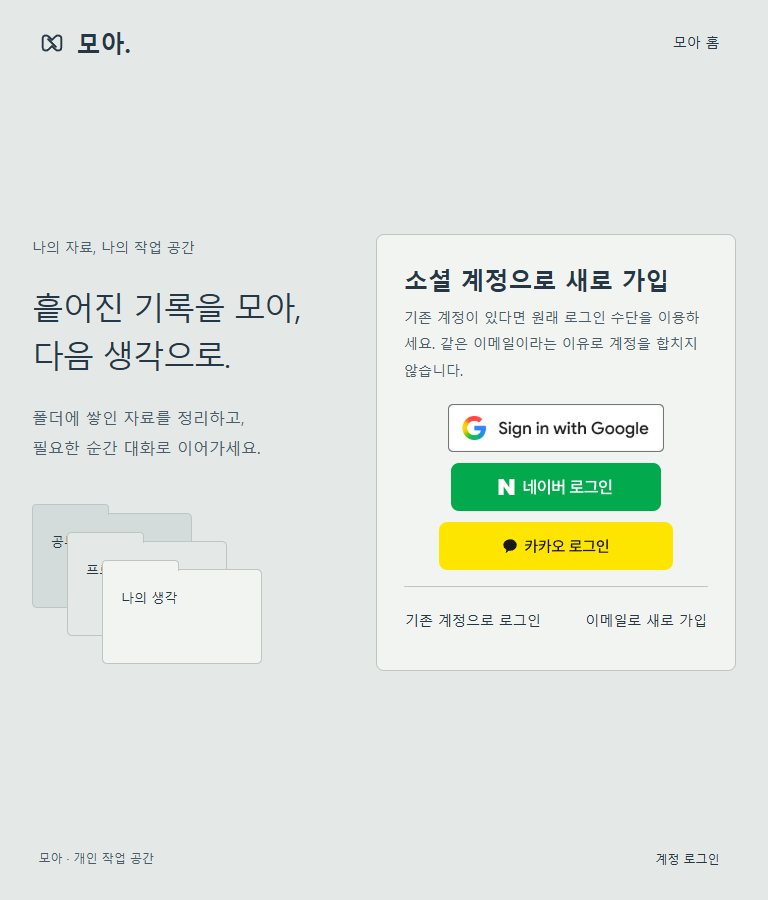 모아.
모아 홈
나의 자료, 나의 작업 공간
흩어진 기록을 모아,
다음 생각으로.
폴더에 쌓인 자료를 정리하고,
필요한 순간 대화로 이어가세요.
나의 생각
소셜 계정으로 새로 가입
기존 계정이 있다면 원래 로그인 수단을 이용하
세요. 같은 이메일이라는 이유로 계정을 합치지
않습니다.
Sign in with Google
네이버 로그인
카카오 로그인
기존 계정으로 로그인
이메일로 새로 가입
모아 · 개인 작업 공간
계정 로그인